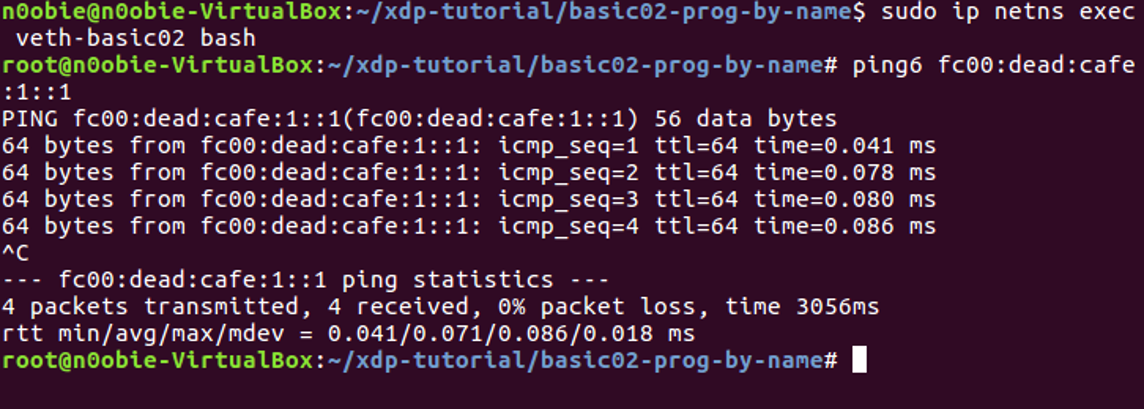 n0obie@n0obie-VirtualBox:~/xdp-tutorial/basic02-prog-by-name$ sudo ip netns exec
 veth-basic02 bash
root@n0obie-VirtualBox:~/xdp-tutorial/basic02-prog-by-name# ping6 fc00:dead:cafe
:1::1
PING fc00:dead:cafe:1::1(fc00:dead:cafe:1::1) 56 data bytes
64 bytes from fc00:dead:cafe:1::1: icmp_seq=1 ttl=64 time=0.041 ms
64 bytes from fc00:dead:cafe:1::1: icmp_seq=2 ttl=64 time=0.078 ms
64 bytes from fc00:dead:cafe:1::1: icmp_seq=3 ttl=64 time=0.080 ms
64 bytes from fc00:dead:cafe:1::1: icmp_seq=4 ttl=64 time=0.086 ms
^C
--- fc00:dead:cafe:1::1 ping statistics ---
4 packets transmitted, 4 received, 0% packet loss, time 3056ms
rtt min/avg/max/mdev = 0.041/0.071/0.086/0.018 ms
root@n0obie-VirtualBox:~/xdp-tutorial/basic02-prog-by-name#